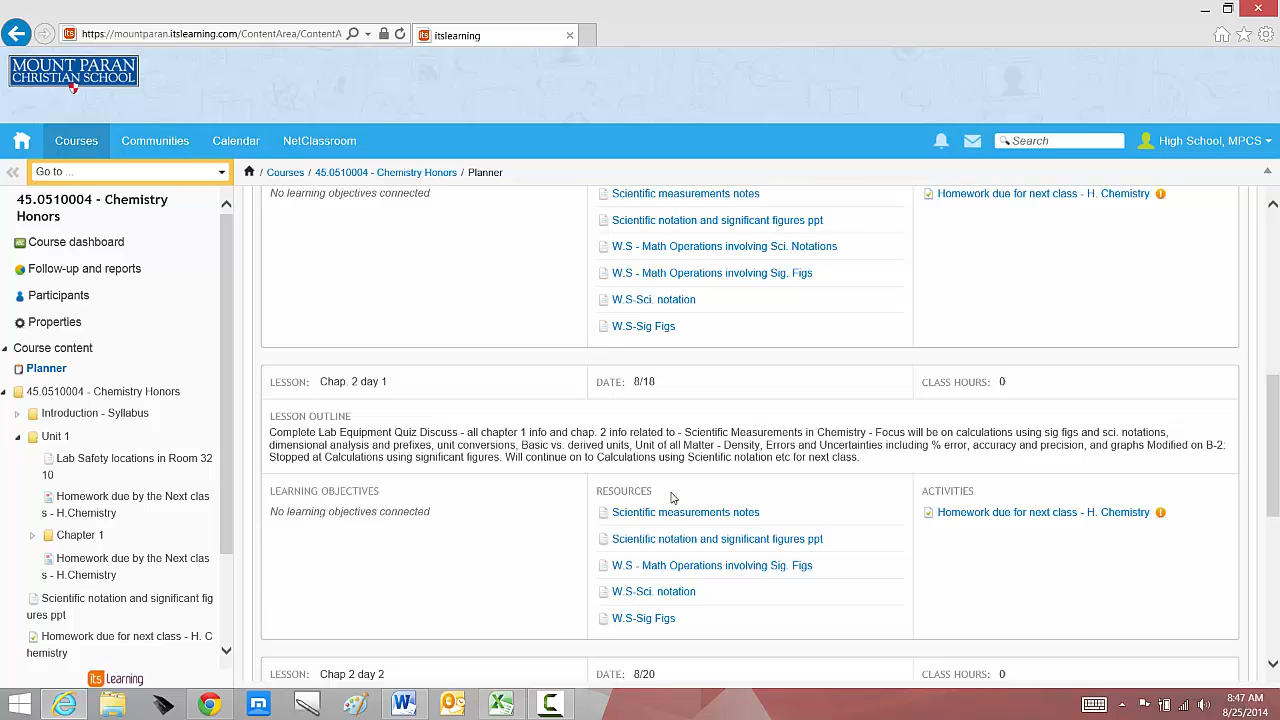 https://mountparan.itslearning.com/ContentArea/ContentA
itslearning
MOUNT PARAN
CHRISTIAN SCHOOL
Courses
Communities
Calendar
NetClassroom
Search
High School, MPCS
Go to ...
/ Courses / 45.0510004 - Chemistry Honors / Planner
45.0510004 - Chemistry
Honors
Course dashboard
Follow-up and reports
Participants
Properties
Course content
Planner
45.0510004 - Chemistry Honors
Introduction - Syllabus
Unit 1
Lab Safety locations in Room 32
10
Homework due by the Next clas
s - H.Chemistry
Chapter 1
Homework due by the Next clas
s - H.Chemistry
Scientific notation and significant fig
ures ppt
Homework due for next class - H. C
hemistry
its Learning
No learning objectives connected
Scientific measurements notes
Scientific notation and significant figures ppt
W.S - Math Operations involving Sci. Notations
W.S - Math Operations involving Sig. Figs
W.S-Sci. notation
W.S-Sig Figs
Homework due for next class - H. Chemistry
LESSON: Chap. 2 day 1
DATE: 8/18
CLASS HOURS: 0
LESSON OUTLINE
Complete Lab Equipment Quiz Discuss - all chapter 1 info and chap. 2 info related to - Scientific Measurements in Chemistry - Focus will be on calculations using sig figs and sci. notations,
dimensional analysis and prefixes, unit conversions, Basic vs. derived units, Unit of all Matter - Density, Errors and Uncertainties including % error, accuracy and precision, and graphs Modified on B-2:
Stopped at Calculations using significant figures. Will continue on to Calculations using Scientific notation etc for next class.
LEARNING OBJECTIVES
No learning objectives connected
RESOURCES
Scientific measurements notes
Scientific notation and significant figures ppt
W.S - Math Operations involving Sig. Figs
W.S-Sci. notation
W.S-Sig Figs
ACTIVITIES
Homework due for next class - H. Chemistry
LESSON: Chap 2 day 2
DATE: 8/20
CLASS HOURS: 0
8:47 AM
8/25/2014